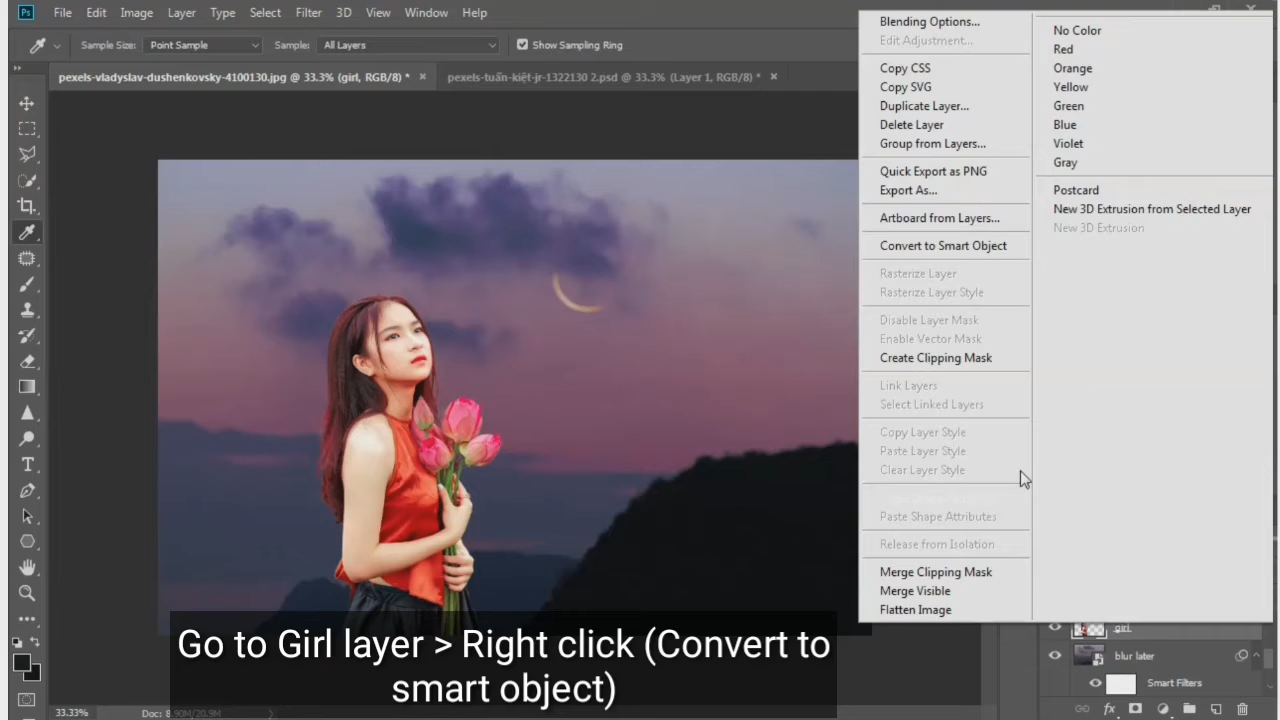 Ps
File Edit Image Layer Type Select Filter 3D View Window Help
Sample Size: Point Sample Sample: All Layers Show Sampling Ring
pexels-vladyslav-dushenkovsky-4100130.jpg @ 33.3% (girl, RGB/8) * × pexels-tuấn-kiệt-jr-1322130 2.psd @ 33.3% (Layer 1, RGB/8) * ×
Blending Options...
Edit Adjustment...
Copy CSS
Copy SVG
Duplicate Layer...
Delete Layer
Group from Layers...
Quick Export as PNG
Export As...
Artboard from Layers...
Convert to Smart Object
Rasterize Layer
Rasterize Layer Style
Disable Layer Mask
Enable Vector Mask
Create Clipping Mask
Link Layers
Select Linked Layers
Copy Layer Style
Paste Layer Style
Clear Layer Style
Paste Shape Attributes
Release from Isolation
Merge Clipping Mask
Merge Visible
Flatten Image
No Color
Red
Orange
Yellow
Green
Blue
Violet
Gray
Postcard
New 3D Extrusion from Selected Layer
New 3D Extrusion
girl
blur later
Smart Filters
fx
Go to Girl layer > Right click (Convert to
smart object)
33.33% Doc: 8.90M/20.9M